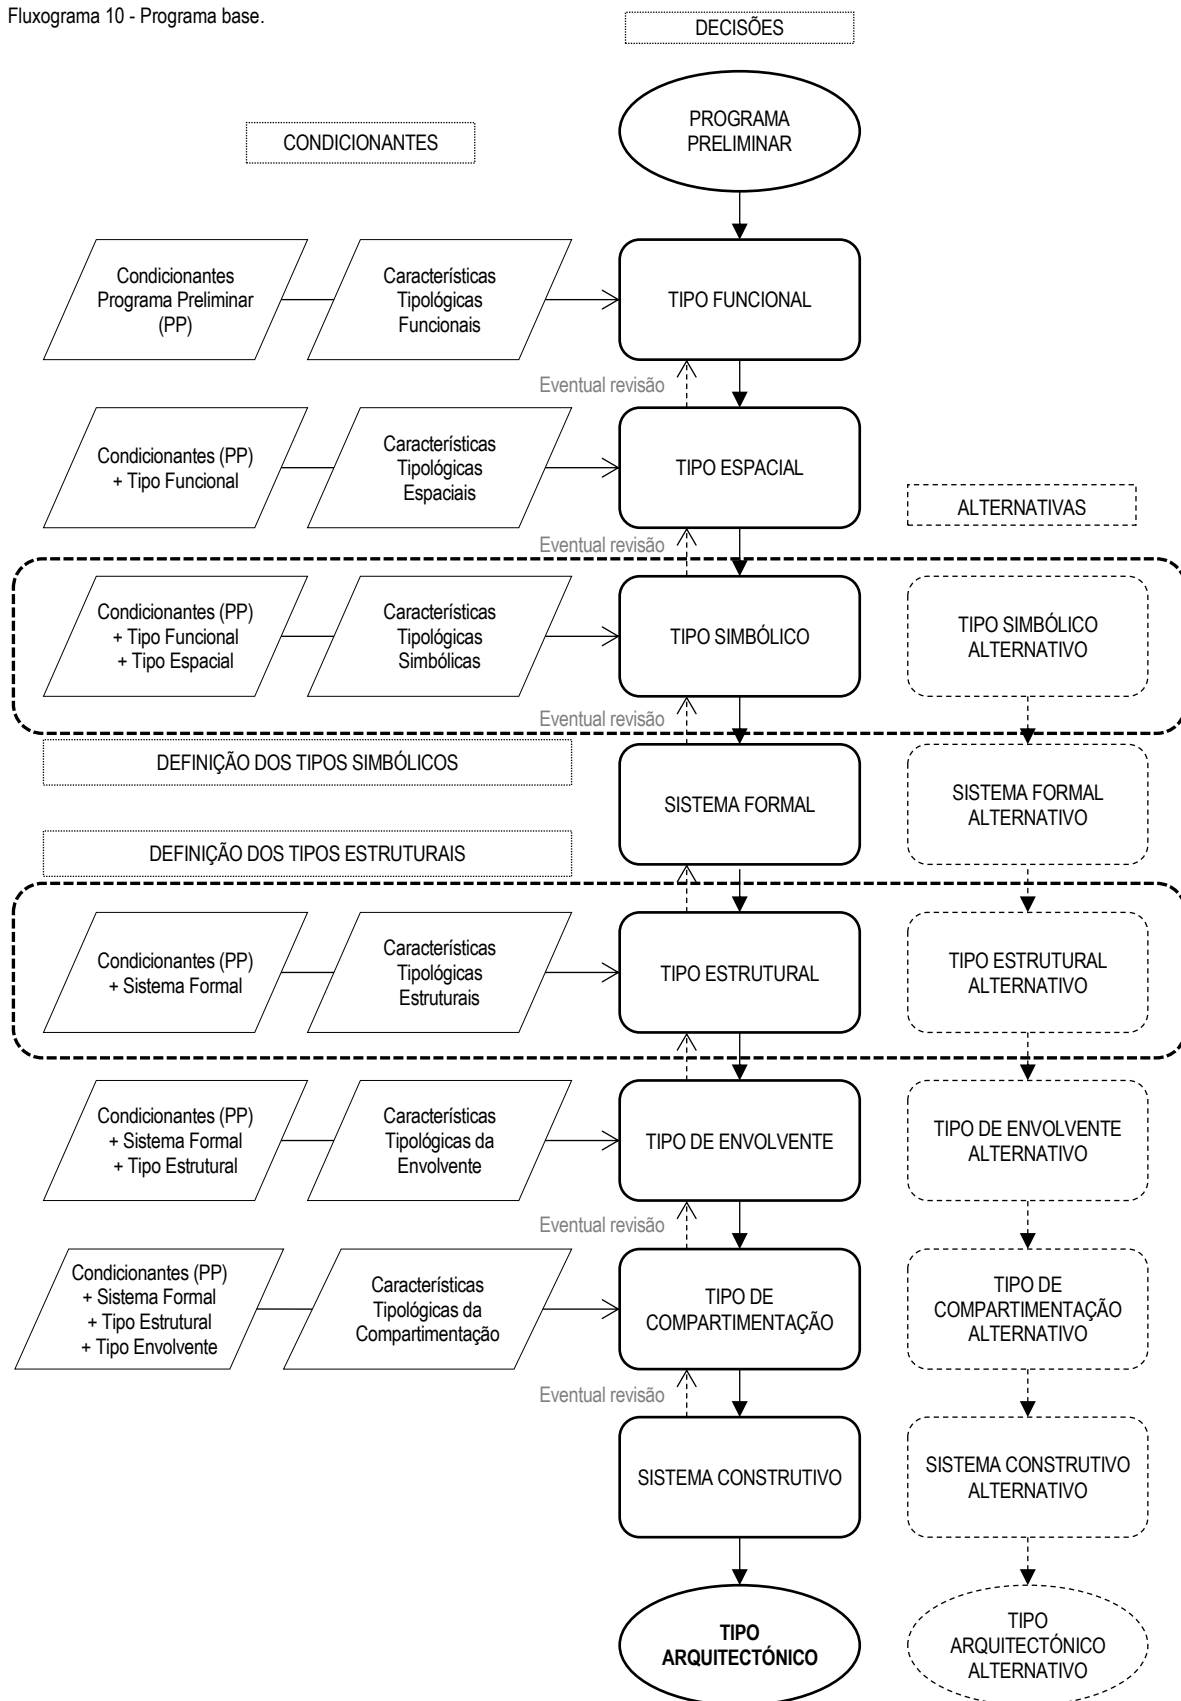 Fluxograma 10 - Programa base.
DECISÕES
PROGRAMA
PRELIMINAR
CONDICIONANTES
Condicionantes
Programa Preliminar
(PP)
Características
Tipológicas
Funcionais
TIPO FUNCIONAL
Eventual revisão
Condicionantes (PP)
+ Tipo Funcional
Características
Tipológicas
Espaciais
TIPO ESPACIAL
ALTERNATIVAS
Eventual revisão
Condicionantes (PP)
+ Tipo Funcional
+ Tipo Espacial
Características
Tipológicas
Simbólicas
TIPO SIMBÓLICO
TIPO SIMBÓLICO
ALTERNATIVO
Eventual revisão
DEFINIÇÃO DOS TIPOS SIMBÓLICOS
SISTEMA FORMAL
SISTEMA FORMAL
ALTERNATIVO
DEFINIÇÃO DOS TIPOS ESTRUTURAIS
Condicionantes (PP)
+ Sistema Formal
Características
Tipológicas
Estruturais
TIPO ESTRUTURAL
TIPO ESTRUTURAL
ALTERNATIVO
Condicionantes (PP)
+ Sistema Formal
+ Tipo Estrutural
Características
Tipológicas da
Envolvente
TIPO DE ENVOLVENTE
TIPO DE ENVOLVENTE
ALTERNATIVO
Eventual revisão
Condicionantes (PP)
+ Sistema Formal
+ Tipo Estrutural
+ Tipo Envolvente
Características
Tipológicas da
Compartimentação
TIPO DE
COMPARTIMENTAÇÃO
TIPO DE
COMPARTIMENTAÇÃO
ALTERNATIVO
Eventual revisão
SISTEMA CONSTRUTIVO
SISTEMA CONSTRUTIVO
ALTERNATIVO
TIPO
ARQUITECTÓNICO
TIPO
ARQUITECTÓNICO
ALTERNATIVO